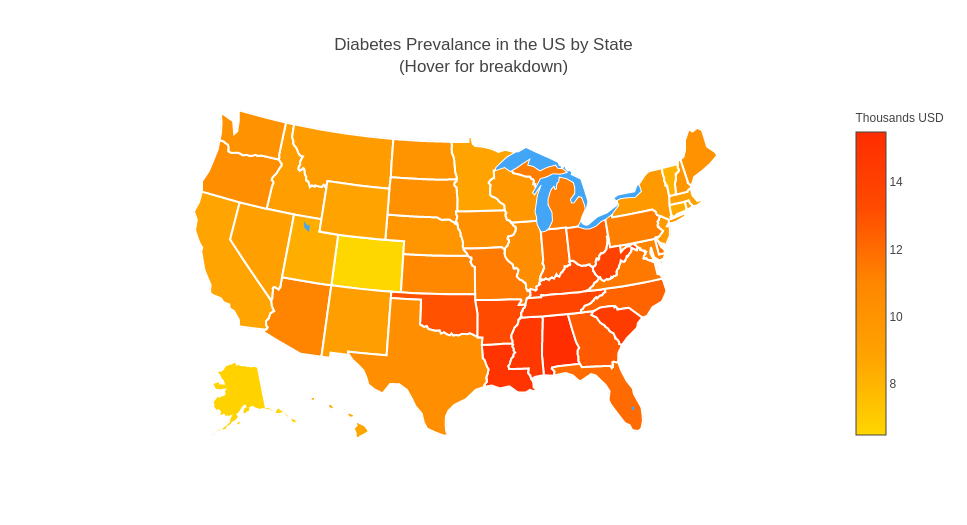 Diabetes Prevalance in the US by State
(Hover for breakdown)
Thousands USD
14
12
10
8